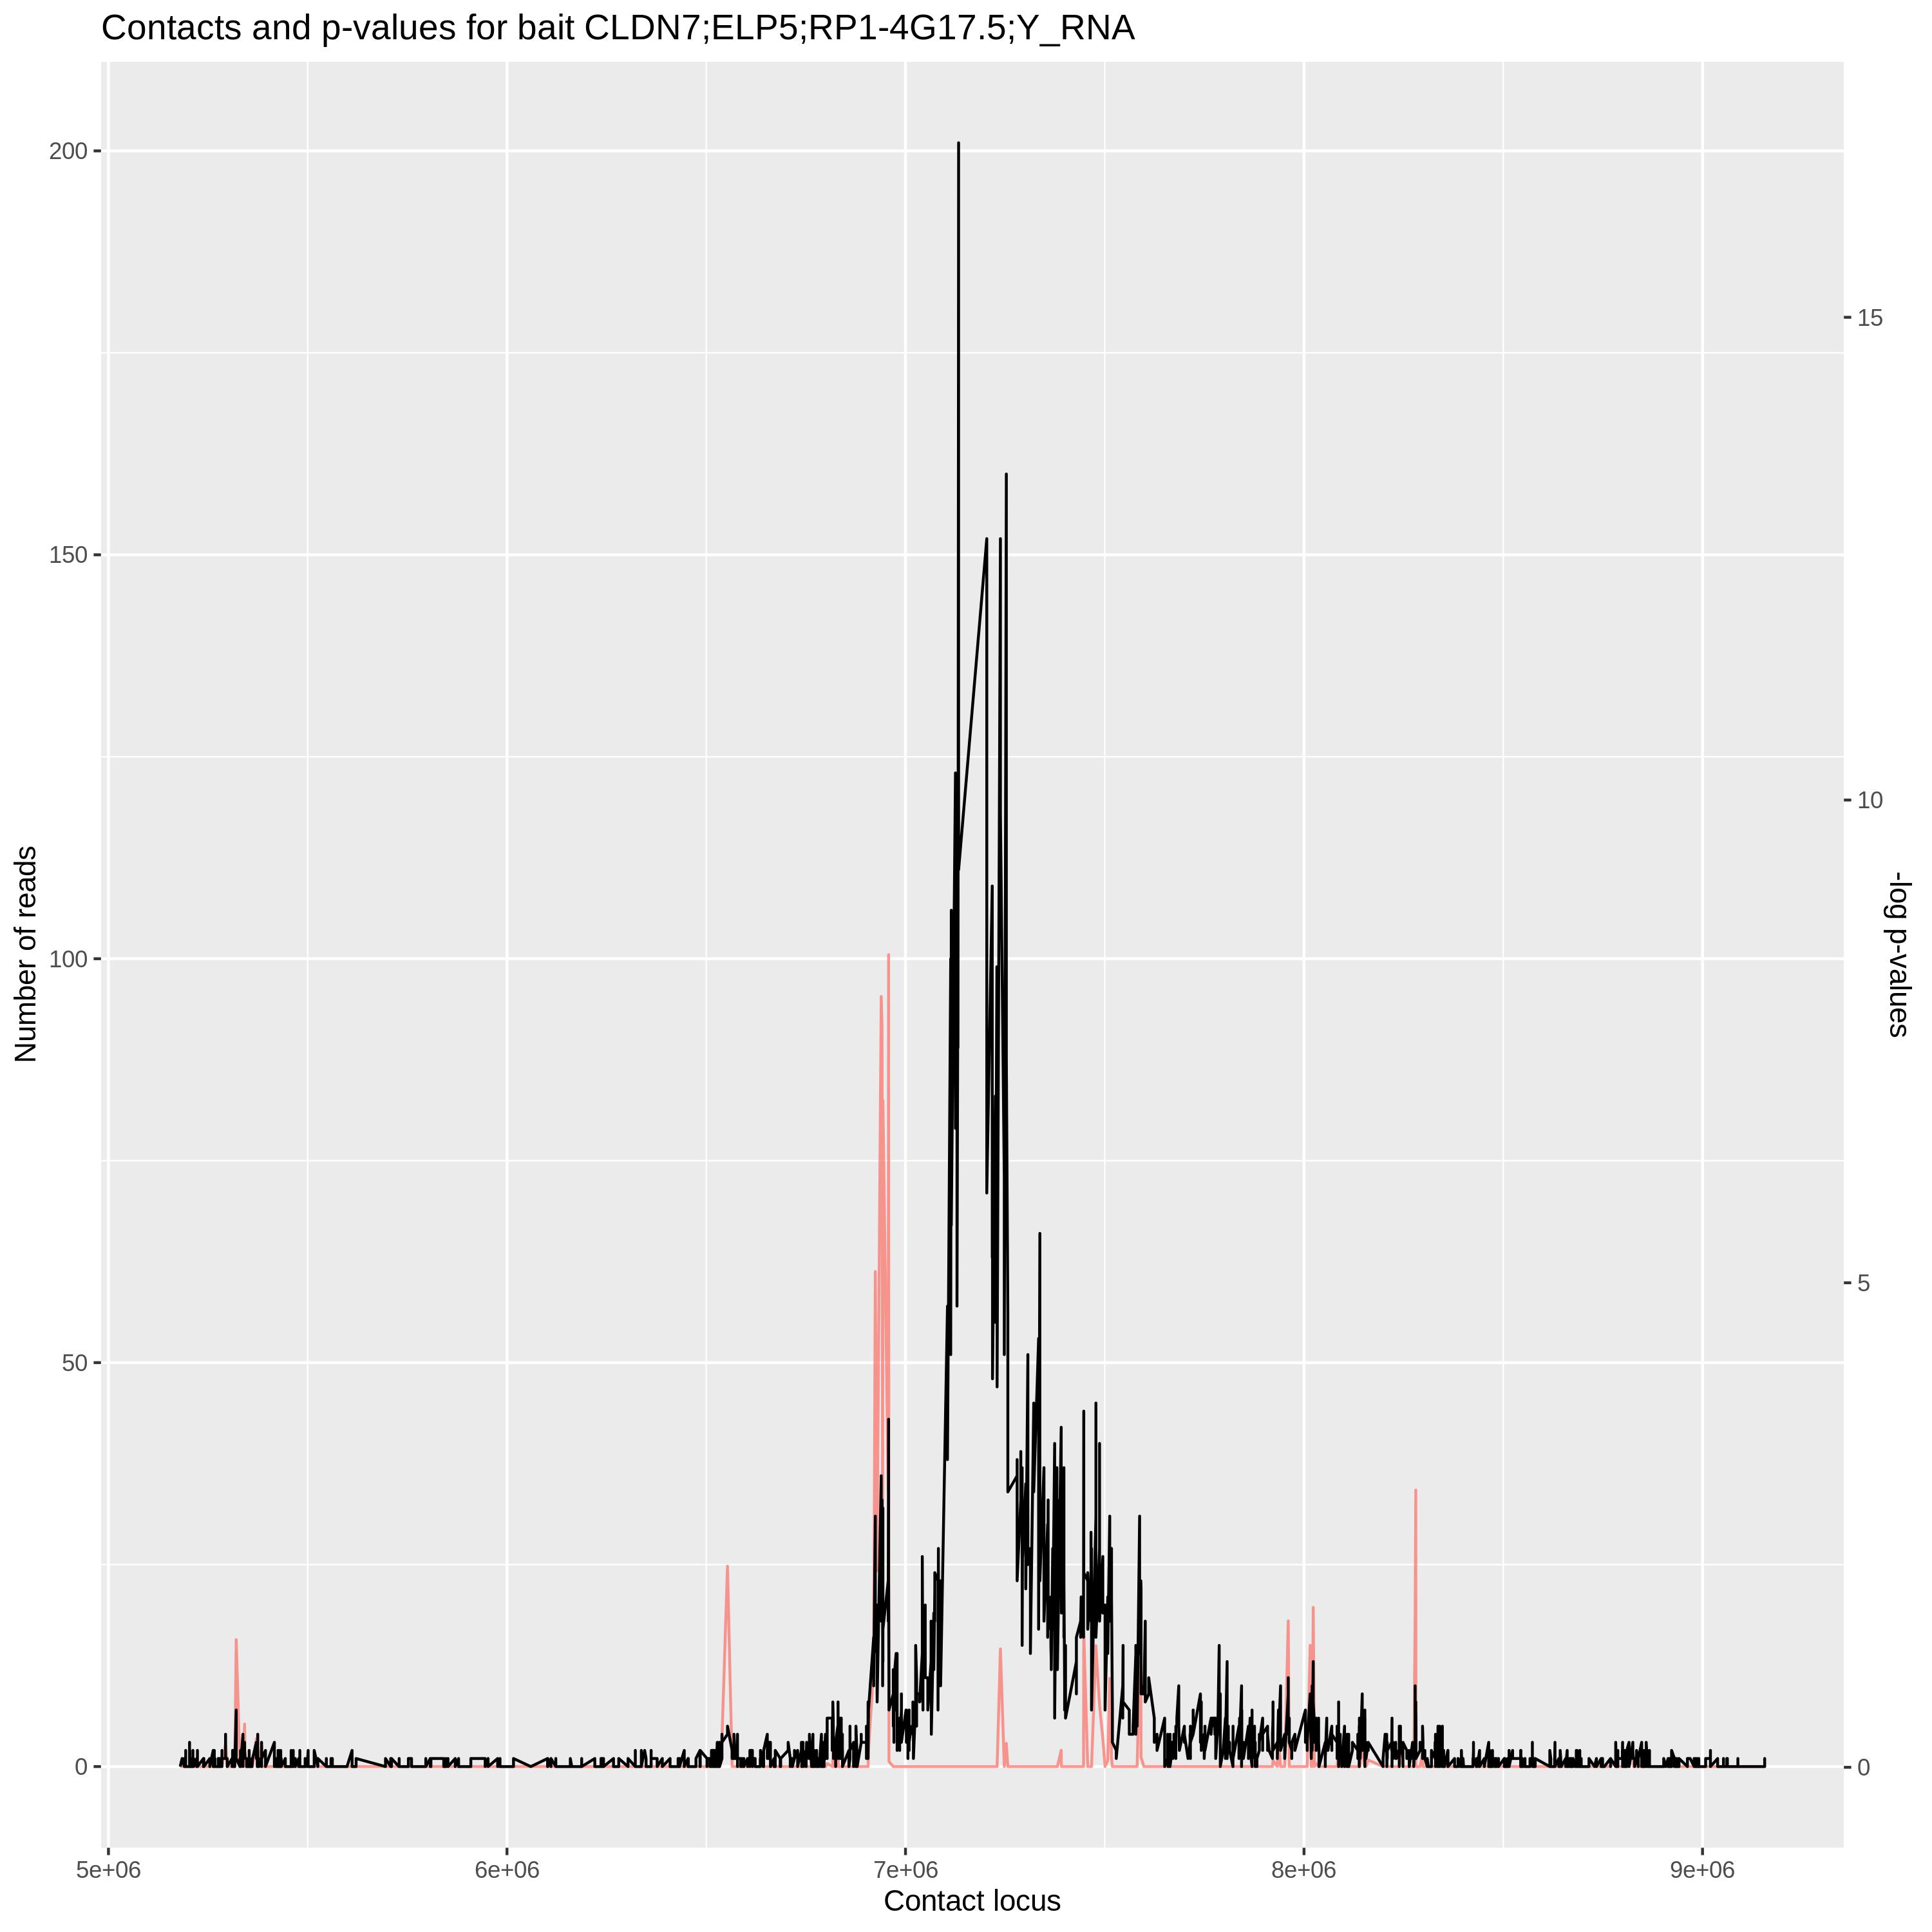 Contacts and p-values for bait CLDN7;ELP5;RP1-4G17.5;Y_RNA
200
150
100
50
0
Number of reads
15
10
5
0
-log p-values
5e+06 6e+06 7e+06 8e+06 9e+06
Contact locus